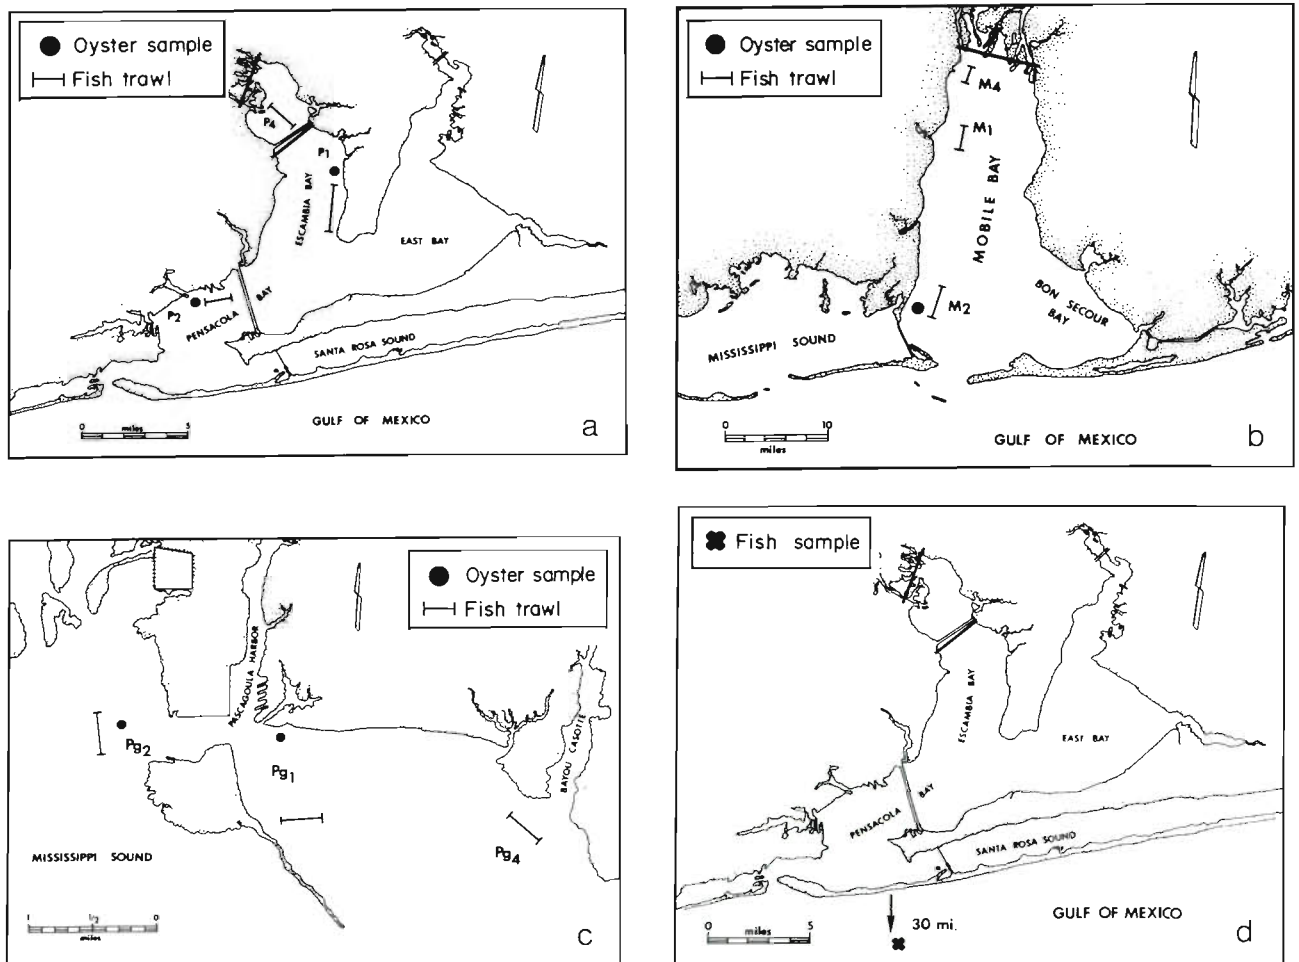 Oyster sample
Fish trawl
P4
P1
ESCAMBIA BAY
EAST BAY
P2
PENSACOLA BAY
SANTA ROSA SOUND
0 miles 5
GULF OF MEXICO
a
Oyster sample
Fish trawl
M4
M1
MOBILE BAY
M2
BON SECOUR
BAY
MISSISSIPPI SOUND
0 10
miles
GULF OF MEXICO
b
Oyster sample
Fish trawl
PASCAGOULA HARBOR
Pg2
Pg1
BAYOU CASOTTE
Pg4
MISSISSIPPI SOUND
1 1/2 0
miles
c
Fish sample
ESCAMBIA BAY
EAST BAY
PENSACOLA BAY
SANTA ROSA SOUND
30 mi.
GULF OF MEXICO
0 miles 5
d